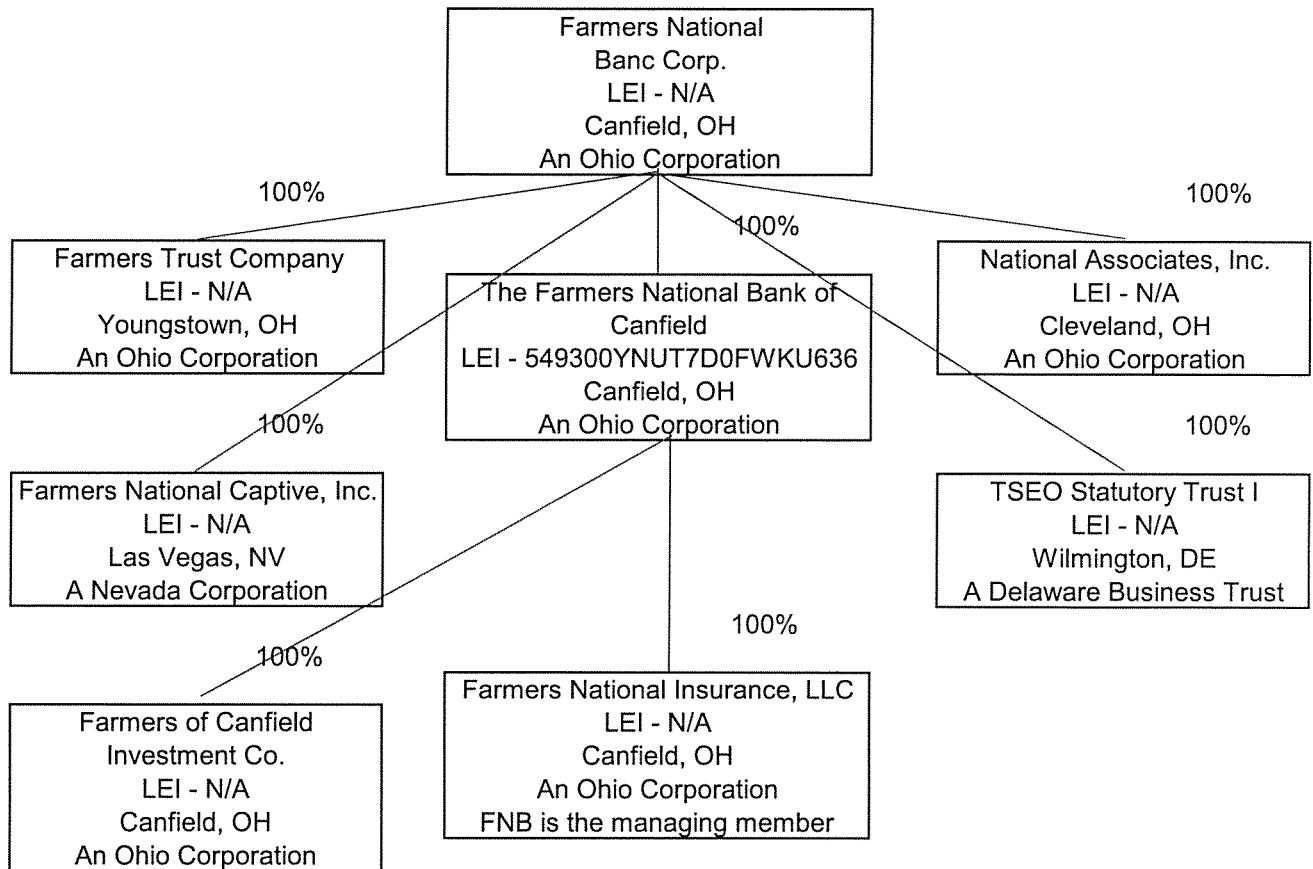 Farmers National
Banc Corp.
LEI - N/A
Canfield, OH
An Ohio Corporation
100%
100%
100%
Farmers Trust Company
LEI - N/A
Youngstown, OH
An Ohio Corporation
The Farmers National Bank of
Canfield
LEI - 549300YNUT7D0FWKU636
Canfield, OH
An Ohio Corporation
National Associates, Inc.
LEI - N/A
Cleveland, OH
An Ohio Corporation
100%
100%
Farmers National Captive, Inc.
LEI - N/A
Las Vegas, NV
A Nevada Corporation
TSEO Statutory Trust I
LEI - N/A
Wilmington, DE
A Delaware Business Trust
100%
100%
Farmers of Canfield
Investment Co.
LEI - N/A
Canfield, OH
An Ohio Corporation
Farmers National Insurance, LLC
LEI - N/A
Canfield, OH
An Ohio Corporation
FNB is the managing member